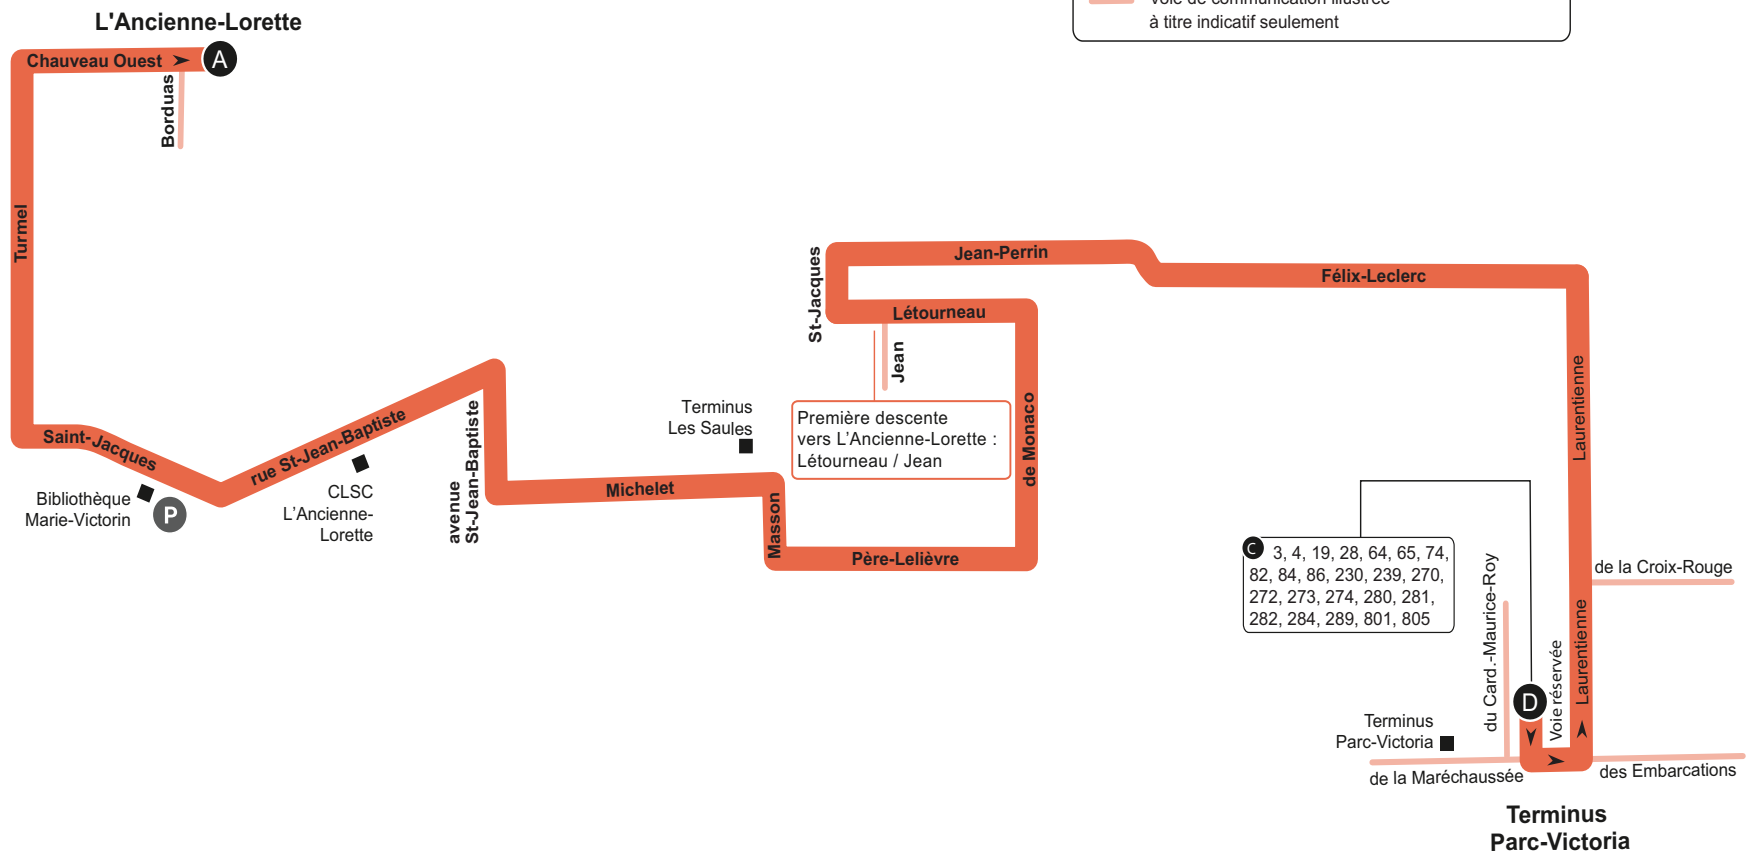 Voie de communication illustrée
à titre indicatif seulement
L'Ancienne-Lorette
Chauveau Ouest
A
Borduas
Turmel
Saint-Jacques
Bibliothèque
Marie-Victorin
P
rue St-Jean-Baptiste
CLSC
L'Ancienne-
Lorette
avenue
St-Jean-Baptiste
Michelet
Terminus
Les Saules
Masson
Père-Lelièvre
de Monaco
Létourneau
Jean
Première descente
vers L'Ancienne-Lorette :
Létourneau / Jean
St-Jacques
Jean-Perrin
Félix-Leclerc
Laurentienne
Laurentienne
de la Croix-Rouge
C 3, 4, 19, 28, 64, 65, 74,
82, 84, 86, 230, 239, 270,
272, 273, 274, 280, 281,
282, 284, 289, 801, 805
du Card.-Maurice-Roy
D
Voie réservée
Terminus
Parc-Victoria
de la Maréchaussée
des Embarcations
Terminus
Parc-Victoria